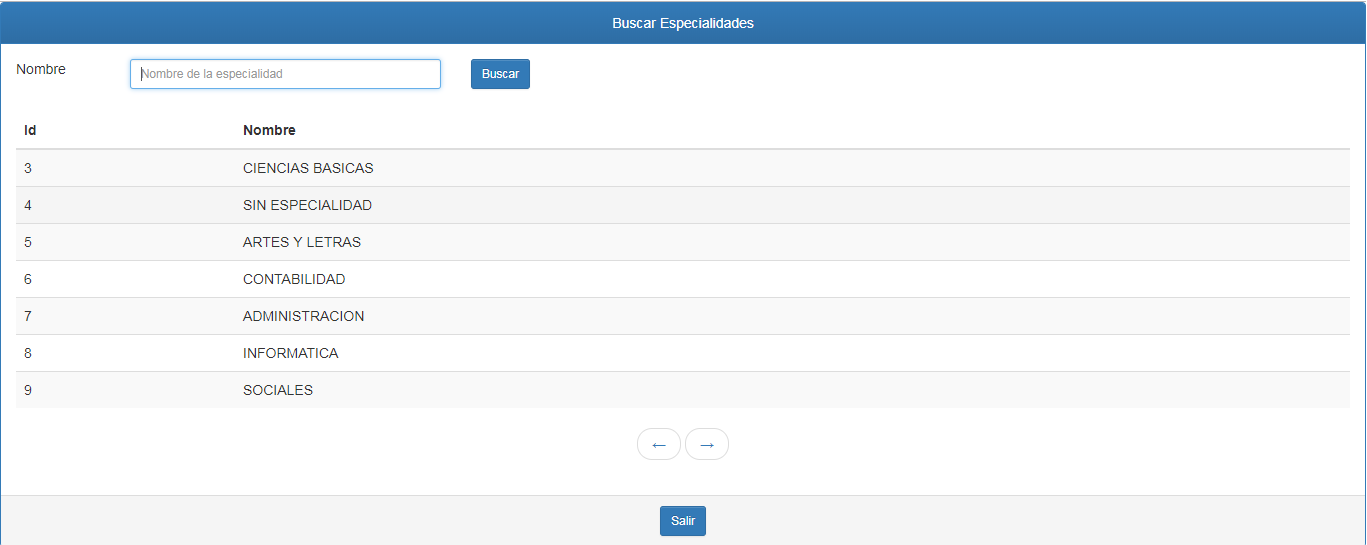 Buscar Especialidades
Nombre Nombre de la especialidad Buscar
Id Nombre
3 CIENCIAS BASICAS
4 SIN ESPECIALIDAD
5 ARTES Y LETRAS
6 CONTABILIDAD
7 ADMINISTRACION
8 INFORMATICA
9 SOCIALES
← →
Salir